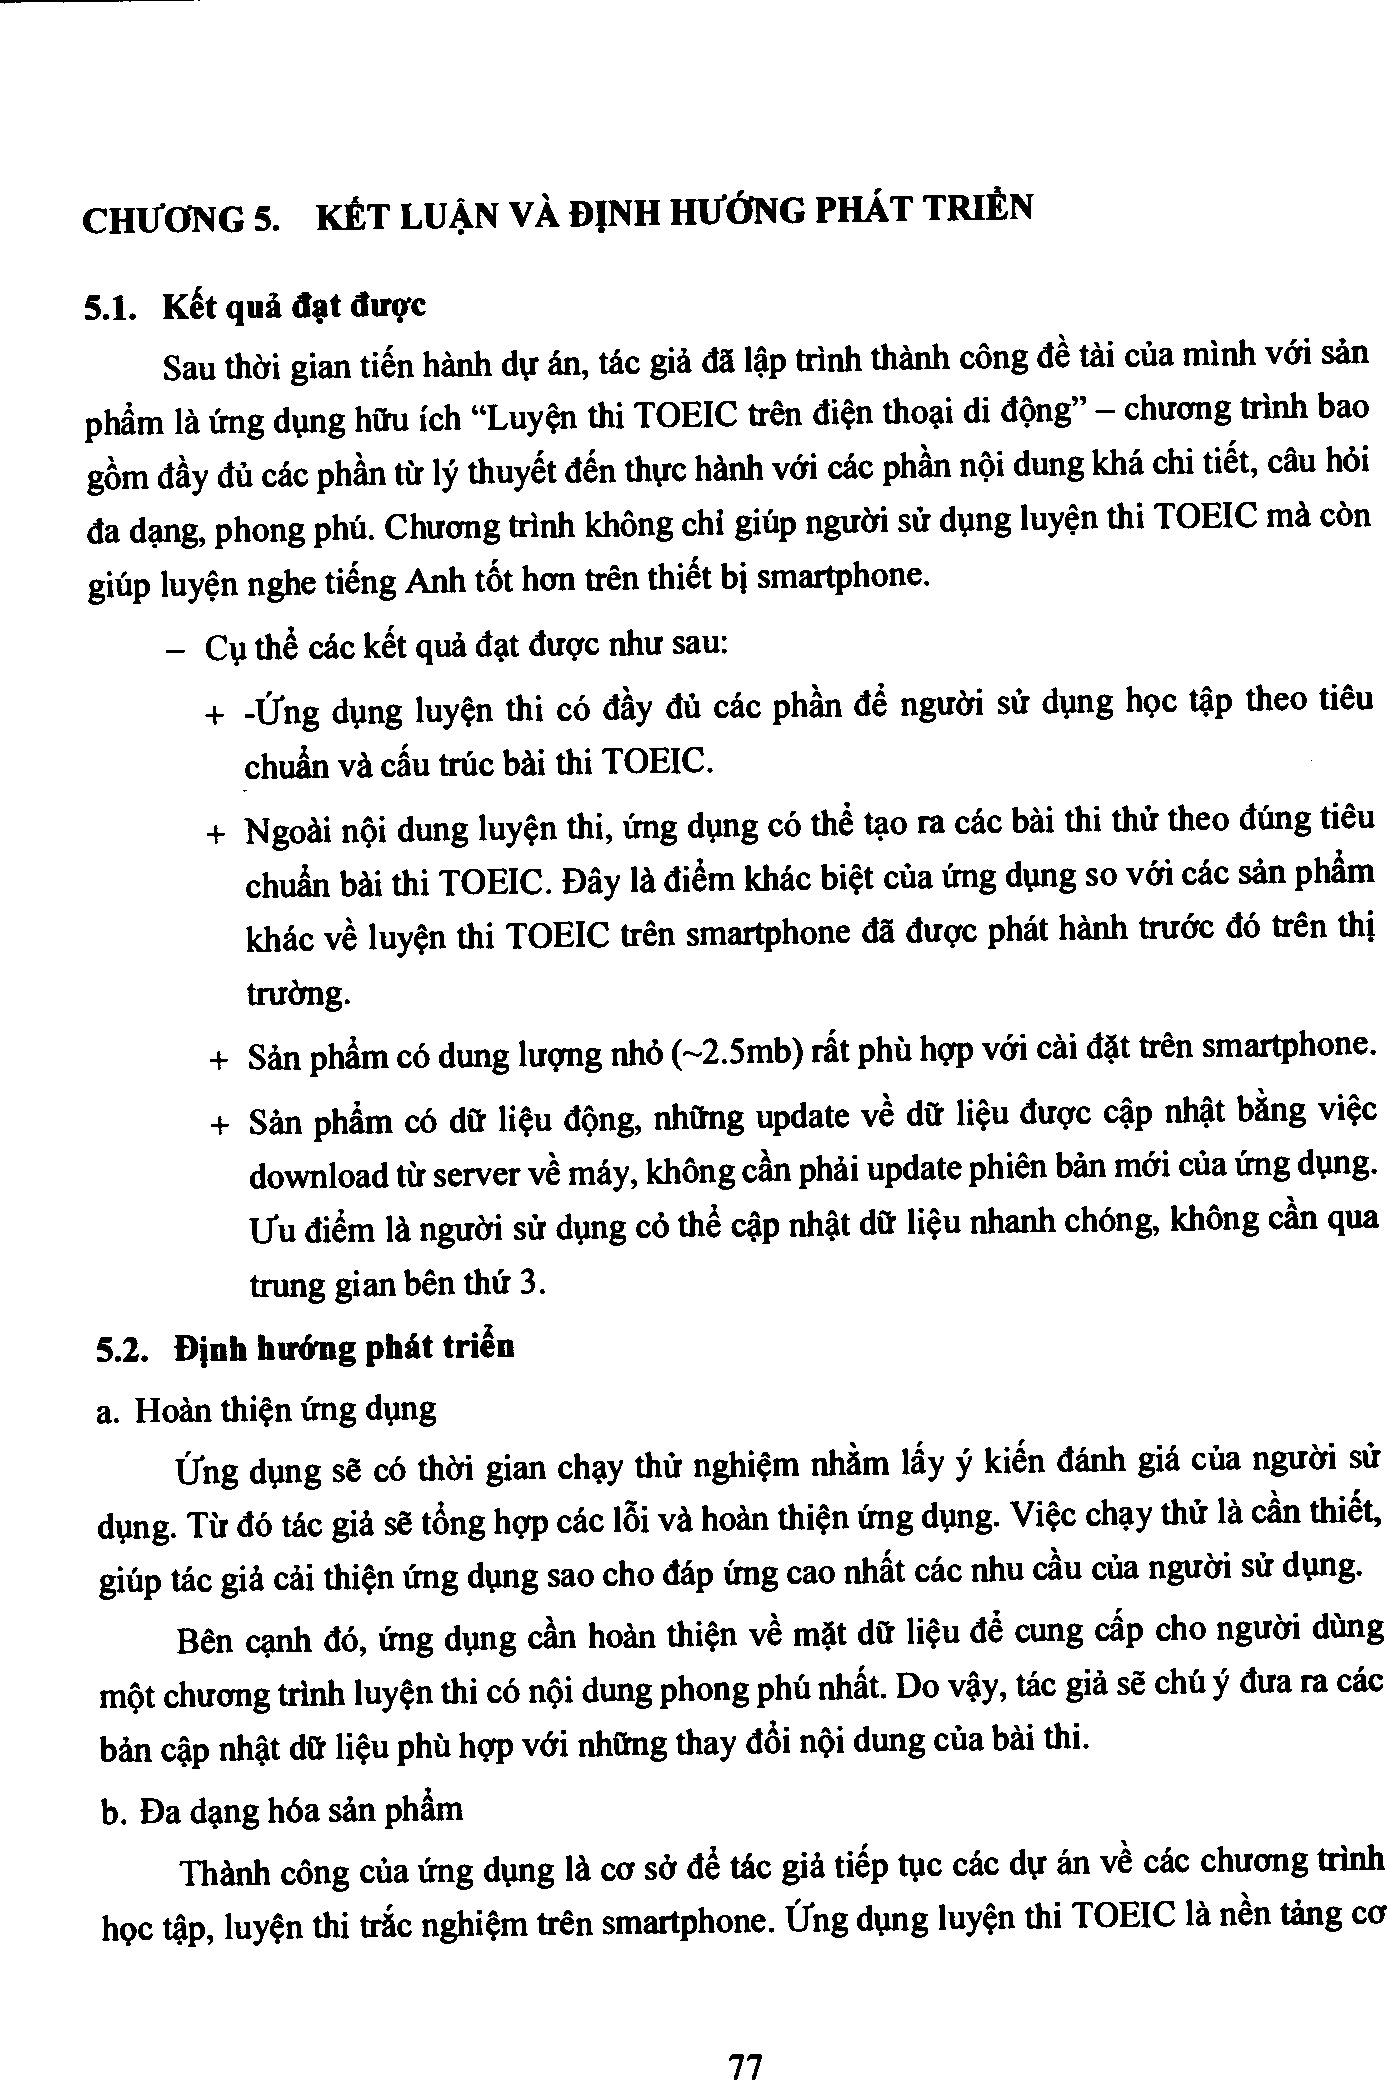 CHƯƠNG 5. KẾT LUẬN VÀ ĐỊNH HƯỚNG PHÁT TRIỂN
5.1. Kết quả đạt được
Sau thời gian tiến hành dự án, tác giả đã lập trình thành công đề tài của mình với sản
phẩm là ứng dụng hữu ích “Luyện thi TOEIC trên điện thoại di động” – chương trình bao
gồm đầy đủ các phần từ lý thuyết đến thực hành với các phần nội dung khá chi tiết, câu hỏi
đa dạng, phong phú. Chương trình không chỉ giúp người sử dụng luyện thi TOEIC mà còn
giúp luyện nghe tiếng Anh tốt hơn trên thiết bị smartphone.
– Cụ thể các kết quả đạt được như sau:
+ -Ứng dụng luyện thi có đầy đủ các phần để người sử dụng học tập theo tiêu
chuẩn và cấu trúc bài thi TOEIC.
+ Ngoài nội dung luyện thi, ứng dụng có thể tạo ra các bài thi thử theo đúng tiêu
chuẩn bài thi TOEIC. Đây là điểm khác biệt của ứng dụng so với các sản phẩm
khác về luyện thi TOEIC trên smartphone đã được phát hành trước đó trên thị
trường.
+ Sản phẩm có dung lượng nhỏ (~2.5mb) rất phù hợp với cài đặt trên smartphone.
+ Sản phẩm có dữ liệu động, những update về dữ liệu được cập nhật bằng việc
download từ server về máy, không cần phải update phiên bản mới của ứng dụng.
Ưu điểm là người sử dụng cỏ thể cập nhật dữ liệu nhanh chóng, không cần qua
trung gian bên thứ 3.
5.2. Định hướng phát triển
a. Hoàn thiện ứng dụng
Ứng dụng sẽ có thời gian chạy thử nghiệm nhằm lấy ý kiến đánh giá của người sử
dụng. Từ đó tác giả sẽ tổng hợp các lỗi và hoàn thiện ứng dụng. Việc chạy thử là cần thiết,
giúp tác giả cải thiện ứng dụng sao cho đáp ứng cao nhất các nhu cầu của người sử dụng.
Bên cạnh đó, ứng dụng cần hoàn thiện về mặt dữ liệu để cung cấp cho người dùng
một chương trình luyện thi có nội dung phong phú nhất. Do vậy, tác giả sẽ chú ý đưa ra các
bản cập nhật dữ liệu phù hợp với những thay đổi nội dung của bài thi.
b. Đa dạng hóa sản phẩm
Thành công của ứng dụng là cơ sở để tác giả tiếp tục các dự án về các chương trình
học tập, luyện thi trắc nghiệm trên smartphone. Ứng dụng luyện thi TOEIC là nền tảng cơ
77